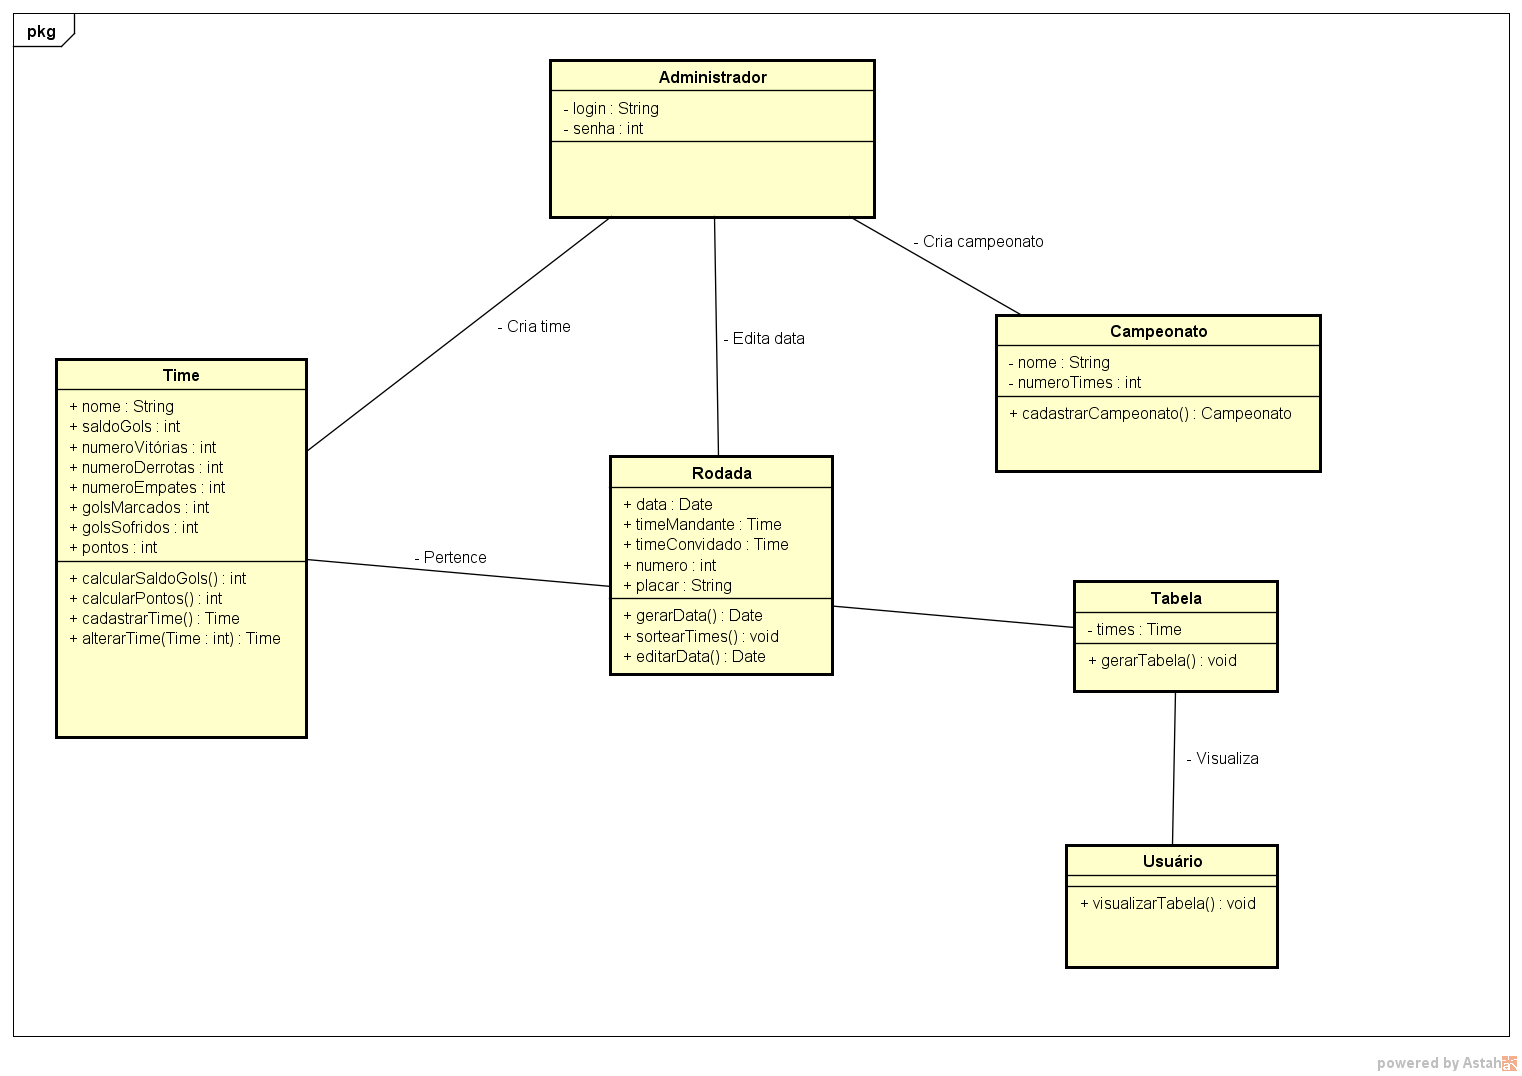 pkg
Administrador
- login : String
- senha : int
- Cria campeonato
- Cria time
- Edita data
Campeonato
- nome : String
- numeroTimes : int
+ cadastrarCampeonato() : Campeonato
Time
+ nome : String
+ saldoGols : int
+ numeroVitórias : int
+ numeroDerrotas : int
+ numeroEmpates : int
+ golsMarcados : int
+ golsSofridos : int
+ pontos : int
+ calcularSaldoGols() : int
+ calcularPontos() : int
+ cadastrarTime() : Time
+ alterarTime(Time : int) : Time
- Pertence
Rodada
+ data : Date
+ timeMandante : Time
+ timeConvidado : Time
+ numero : int
+ placar : String
+ gerarData() : Date
+ sortearTimes() : void
+ editarData() : Date
Tabela
- times : Time
+ gerarTabela() : void
- Visualiza
Usuário
+ visualizarTabela() : void
powered by Astah